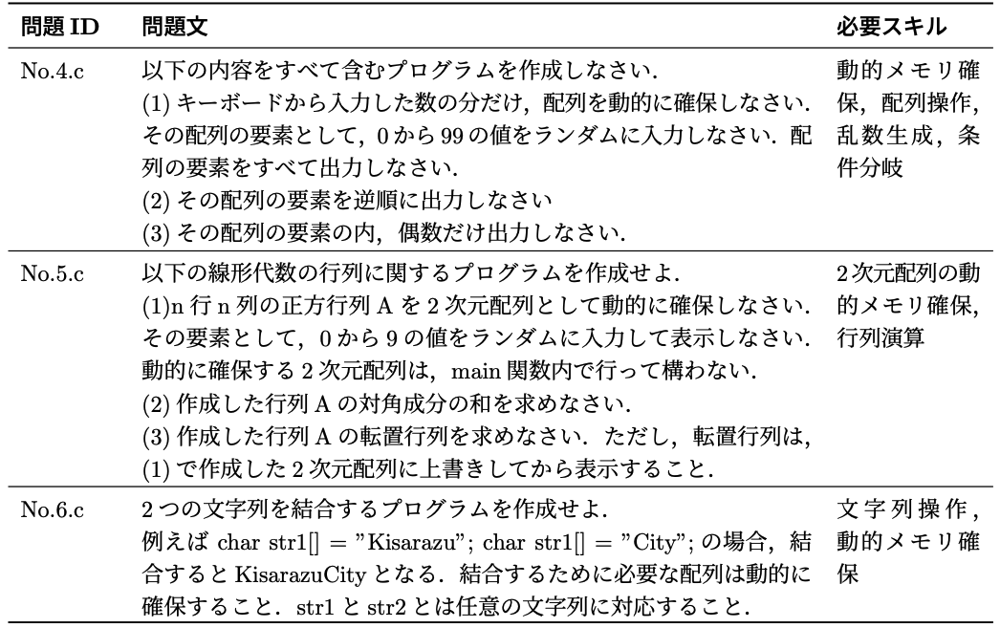 問題 ID 問題文 必要スキル
No.4.c 以下の内容をすべて含むプログラムを作成しなさい． 動的メモリ確
(1) キーボードから入力した数の分だけ，配列を動的に確保しなさい． 保，配列操作，
その配列の要素として，0 から 99 の値をランダムに入力しなさい．配 乱数生成，条
列の要素をすべて出力しなさい． 件分岐
(2) その配列の要素を逆順に出力しなさい
(3) その配列の要素の内，偶数だけ出力しなさい．
No.5.c 以下の線形代数の行列に関するプログラムを作成せよ． 2 次元配列の動
(1)n 行 n 列の正方行列 A を 2 次元配列として動的に確保しなさい． 的メモリ確保，
その要素として，0 から 9 の値をランダムに入力して表示しなさい． 行列演算
動的に確保する 2 次元配列は，main 関数内で行って構わない．
(2) 作成した行列 A の対角成分の和を求めなさい．
(3) 作成した行列 A の転置行列を求めなさい．ただし，転置行列は，
(1) で作成した 2 次元配列に上書きしてから表示すること．
No.6.c 2 つの文字列を結合するプログラムを作成せよ． 文字列操作，
例えば char str1[] = ”Kisarazu”; char str1[] = ”City”; の場合，結 動的メモリ確
合すると KisarazuCity となる．結合するために必要な配列は動的に 保
確保すること．str1 と str2 とは任意の文字列に対応すること．